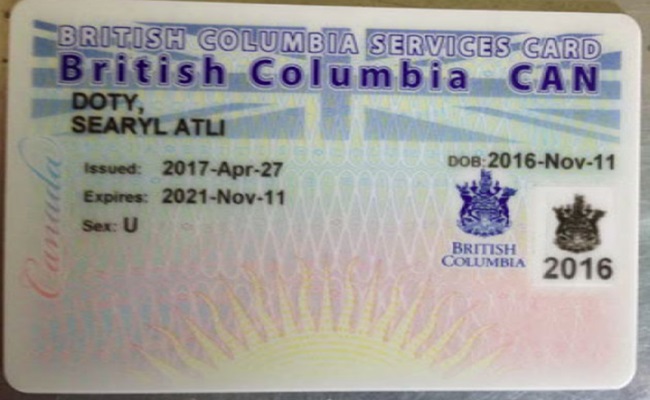 BRITISH COLUMBIA SERVICES CARD
British Columbia CAN
DOTY,
SEARYL ATLI
Issued: 2017-Apr-27
DOB: 2016-Nov-11
Expires: 2021-Nov-11
Sex: U
BRITISH
COLUMBIA
2016
Canada